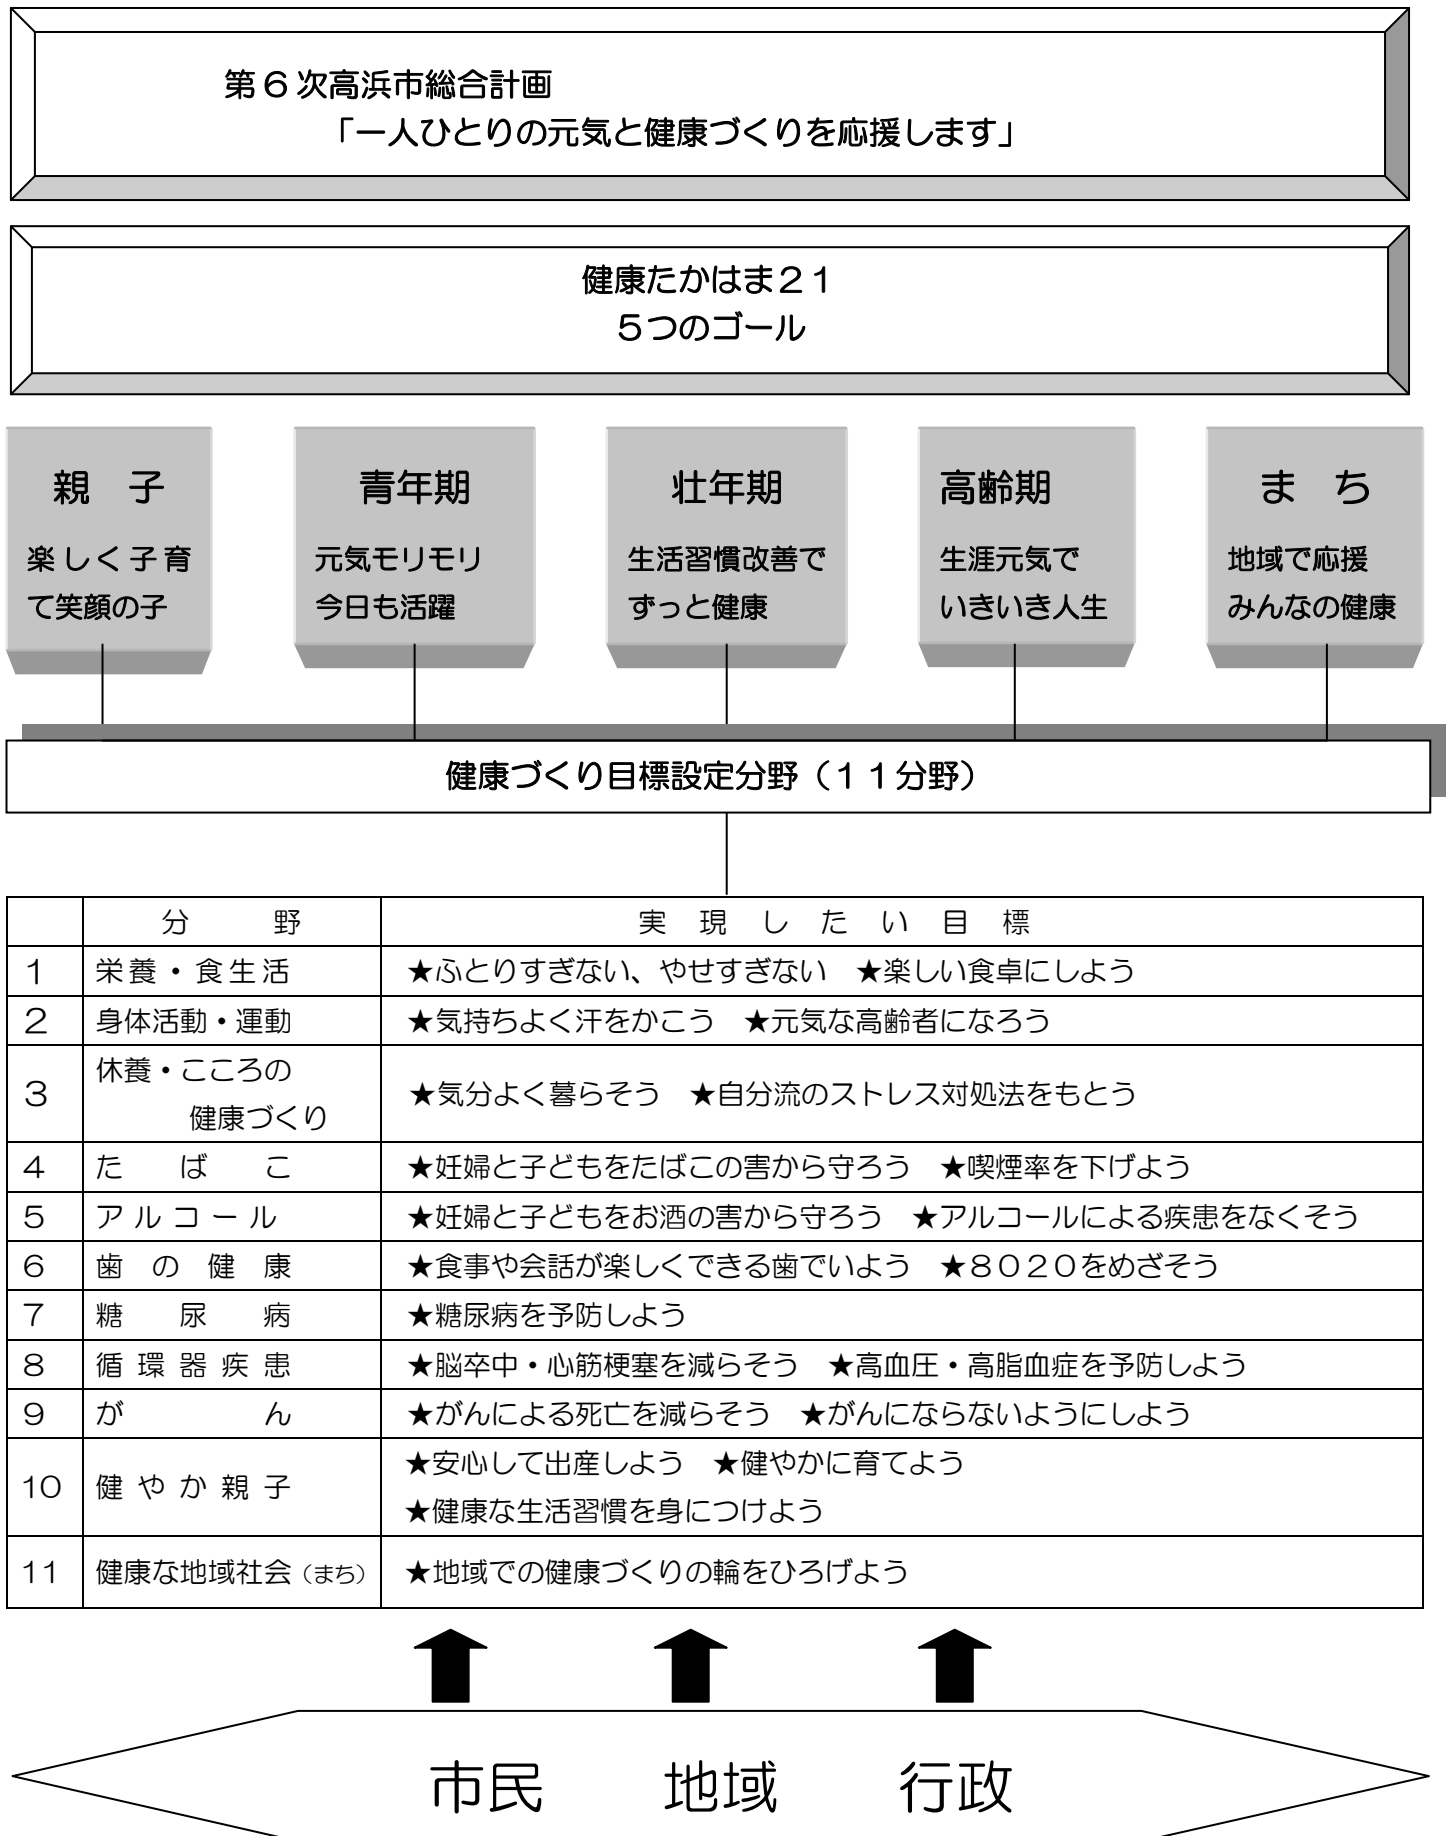 第６次高浜市総合計画
「一人ひとりの元気と健康づくりを応援します」
健康たかはま２１
５つのゴール
親　子
楽しく子育
て笑顔の子
青年期
元気モリモリ
今日も活躍
壮年期
生活習慣改善で
ずっと健康
高齢期
生涯元気で
いきいき人生
まち
地域で応援
みんなの健康
健康づくり目標設定分野（１１分野）
分　野　実現したい目標
1　栄養・食生活　★ふとりすぎない、やせすぎない　★楽しい食卓にしよう
2　身体活動・運動　★気持ちよく汗をかこう　★元気な高齢者になろう
3　休養・こころの
健康づくり　★気分よく暮らそう　★自分流のストレス対処法をもとう
4　たばこ　★妊婦と子どもをたばこの害から守ろう　★喫煙率を下げよう
5　アルコール　★妊婦と子どもをお酒の害から守ろう　★アルコールによる疾患をなくそう
6　歯の健康　★食事や会話が楽しくできる歯でいよう　★８０２０をめざそう
7　糖尿病　★糖尿病を予防しよう
8　循環器疾患　★脳卒中・心筋梗塞を減らそう　★高血圧・高脂血症を予防しよう
9　がん　★がんによる死亡を減らそう　★がんにならないようにしよう
10　健やか親子　★安心して出産しよう　★健やかに育てよう
★健康な生活習慣を身につけよう
11　健康な地域社会（まち）　★地域での健康づくりの輪をひろげよう
市民　地域　行政